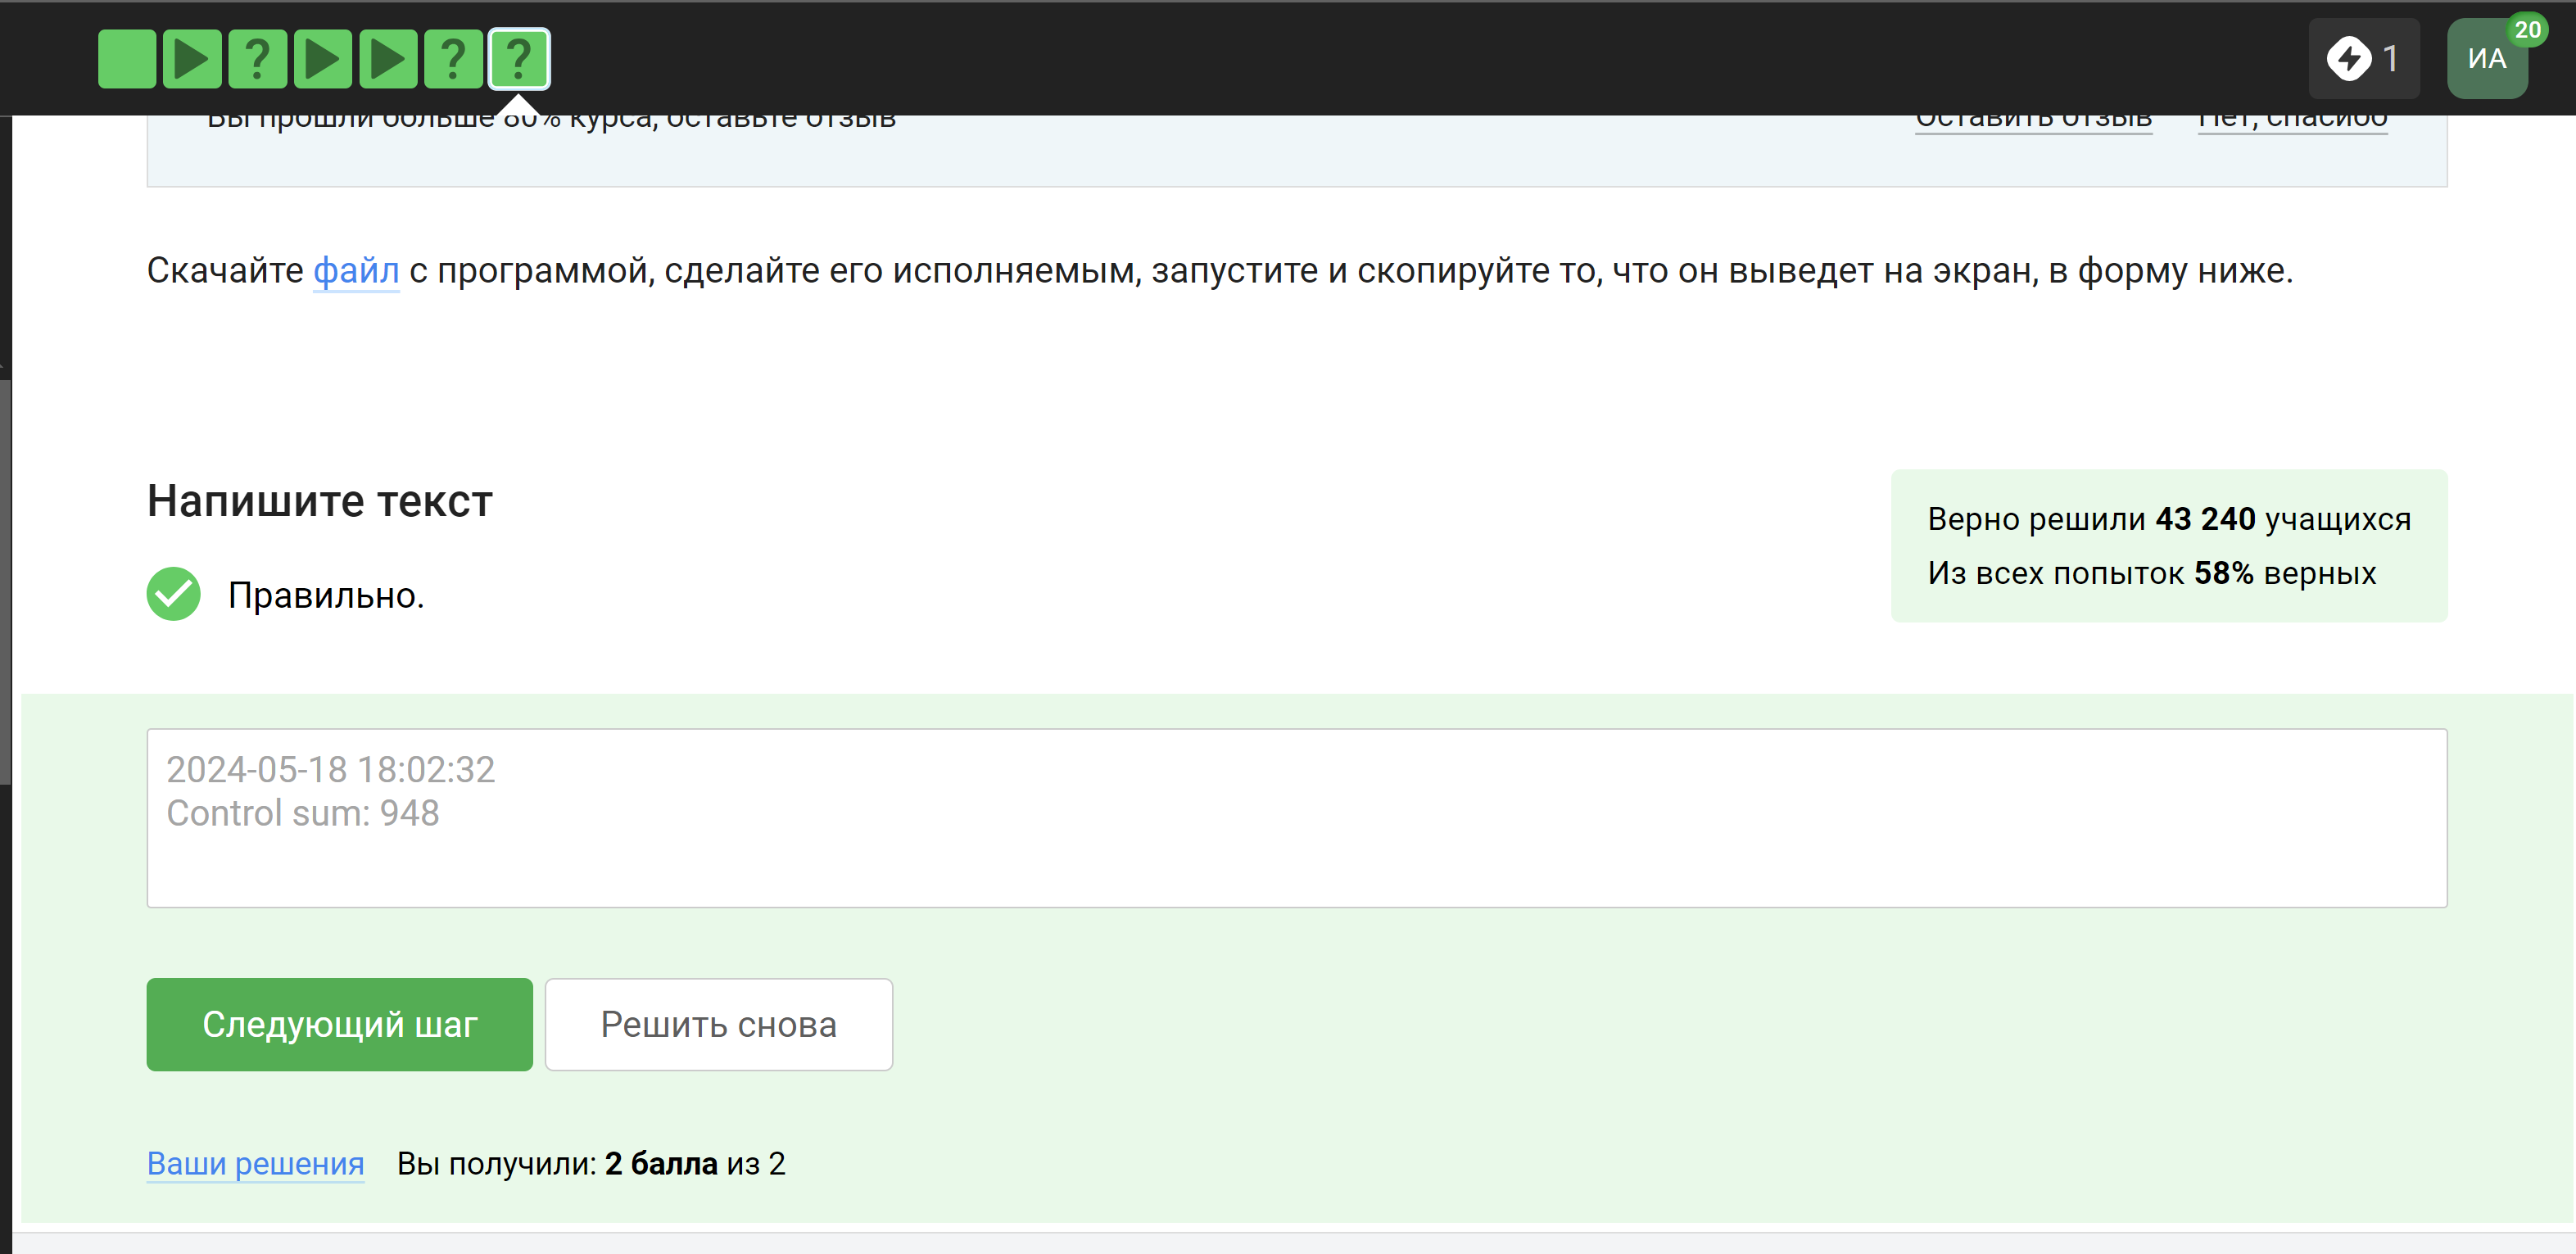 ? ? ?
1
ИА
20
Вы прошли больше 80% курса, оставьте отзыв
Оставить отзыв Нет, спасибо
Скачайте файл с программой, сделайте его исполняемым, запустите и скопируйте то, что он выведет на экран, в форму ниже.
Напишите текст
Правильно.
Верно решили 43 240 учащихся
Из всех попыток 58% верных
2024-05-18 18:02:32
Control sum: 948
Следующий шаг
Решить снова
Ваши решения Вы получили: 2 балла из 2